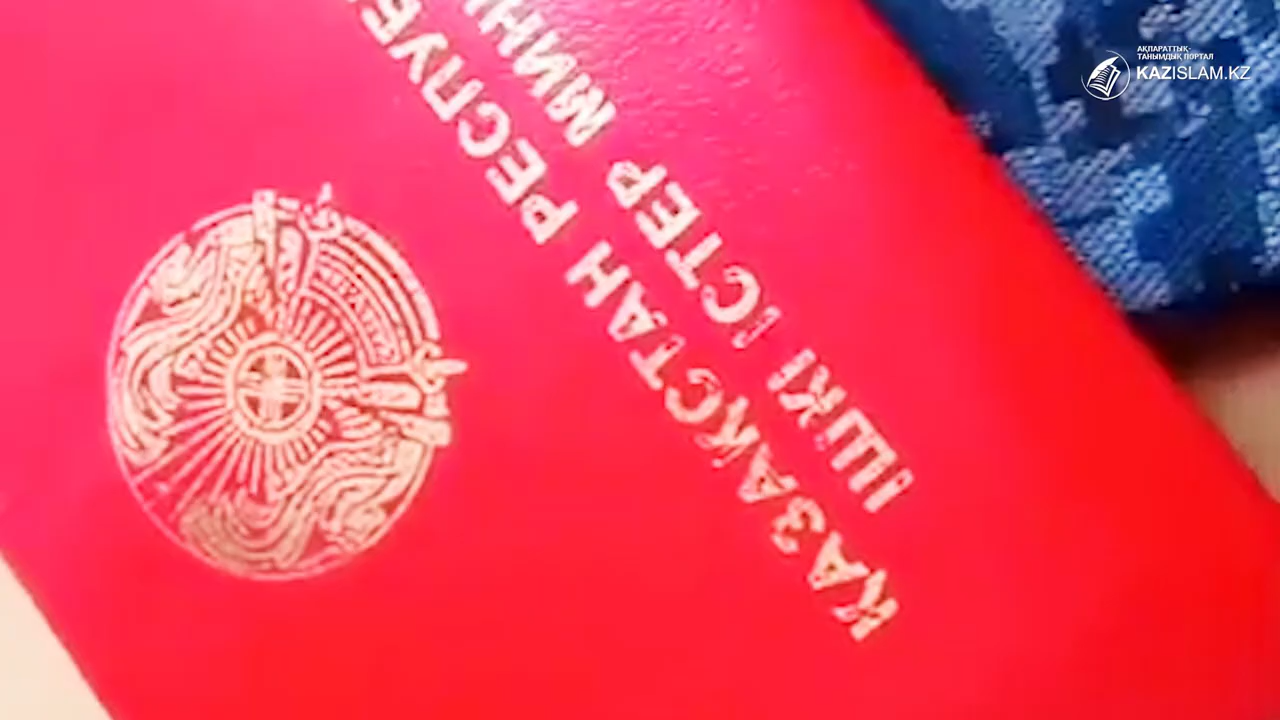 АҚПАРАТТЫҚ-
ТАНЫМДЫҚ ПОРТАЛ
KAZISLAM.KZ
ҚАЗАҚСТАН РЕСПУБ
ІШКІ ІСТЕР МИНИ